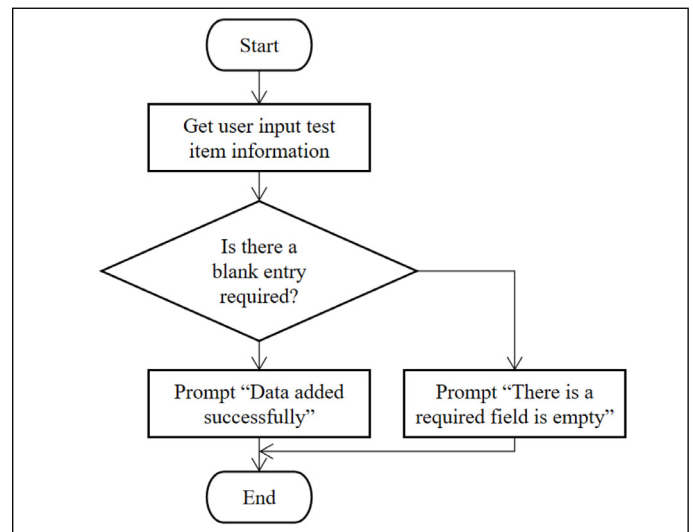 Start
Get user input test
item information
Is there a
blank entry
required?
Prompt “Data added
successfully”
Prompt “There is a
required field is empty”
End